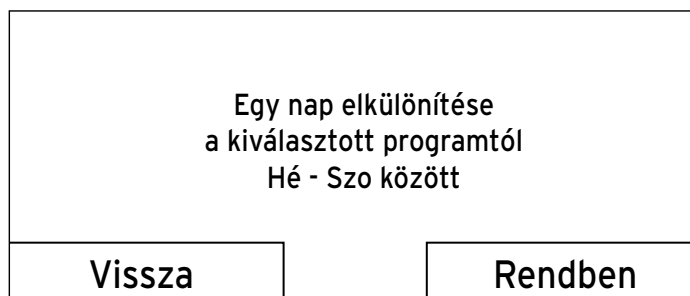 Egy nap elkülönítése
a kiválasztott programtól
Hé - Szo között
Vissza
Rendben